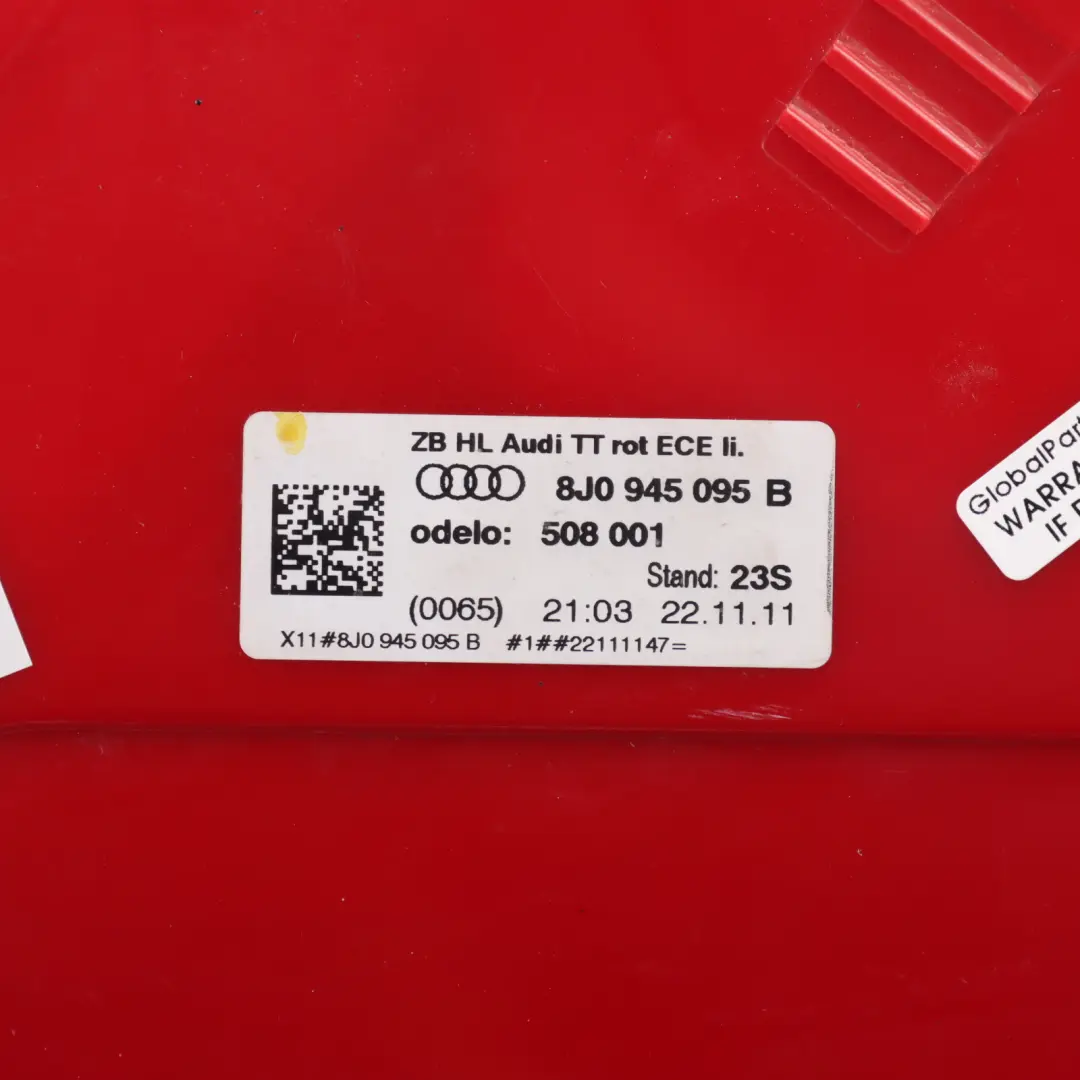 ZB HL Audi TT rot ECE li.
8J0 945 095 B
odelo: 508 001
Stand: 23S
(0065) 21:03 22.11.11
X11#8J0 945 095 B #1##22111147=
GlobalPar
WARRA
IF